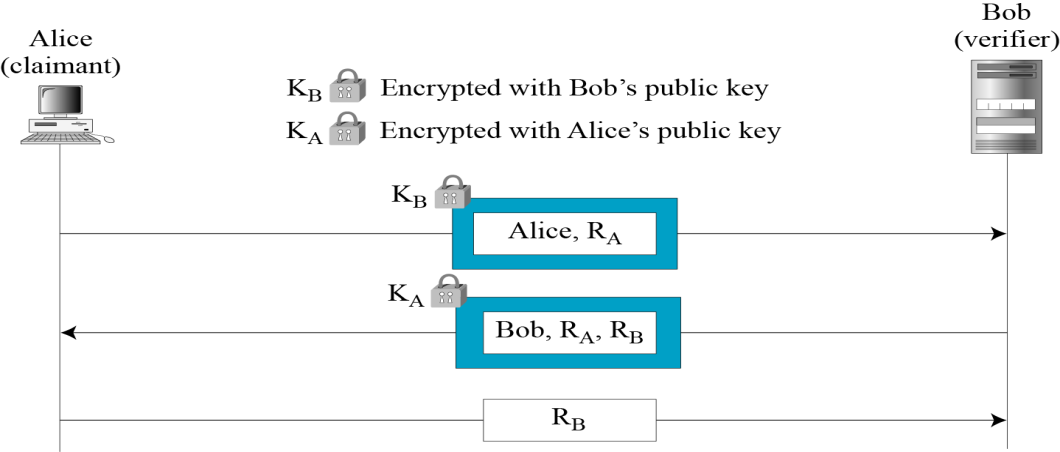 Alice
(claimant)
Bob
(verifier)
K_B Encrypted with Bob’s public key
K_A Encrypted with Alice’s public key
K_B
Alice, R_A
K_A
Bob, R_A, R_B
R_B